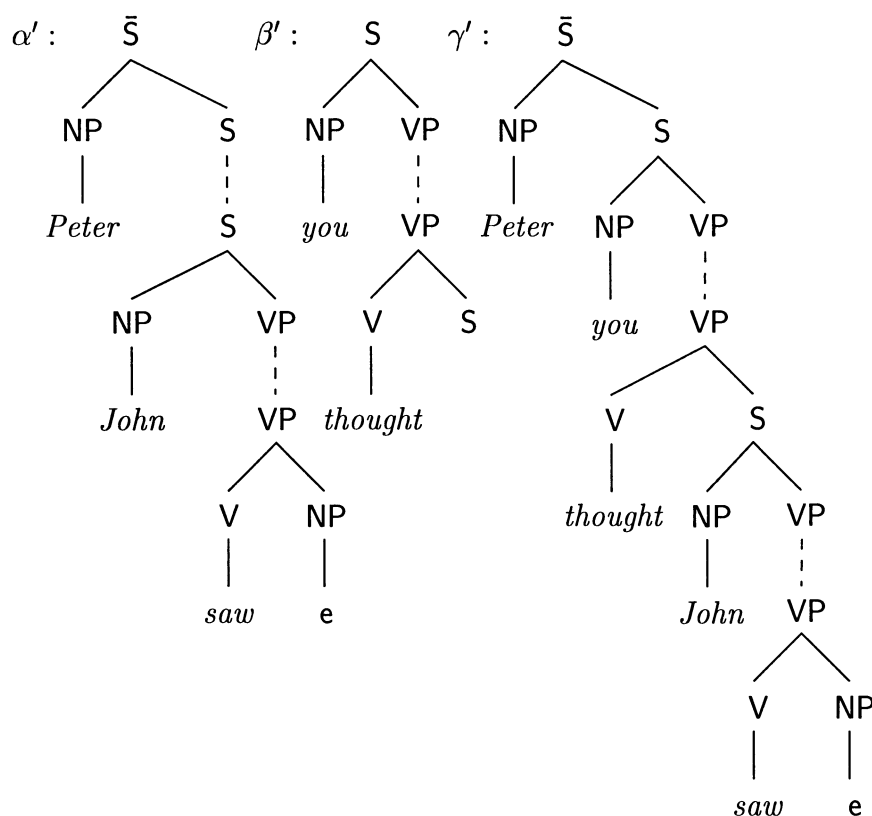 α′ : S̄ β′ : S γ′ : S̄
NP S NP VP NP S
Peter S you VP Peter NP VP
NP VP V S you VP
John VP thought V S
V NP thought NP VP
saw e John VP
V NP
saw e